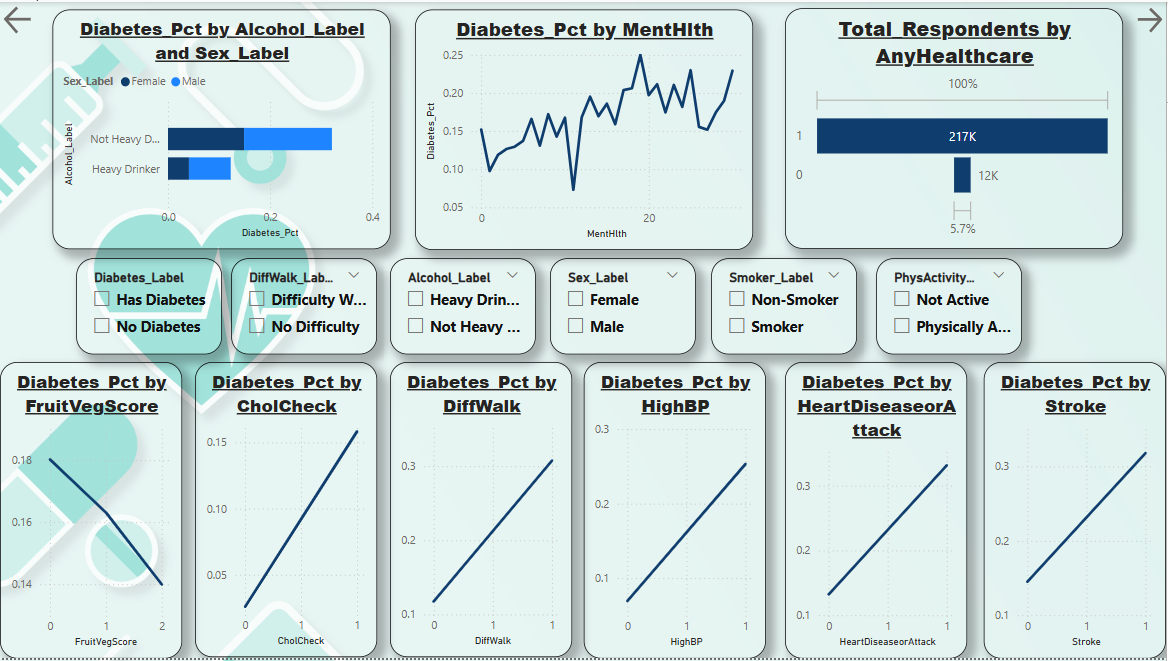 Diabetes_Pct by Alcohol_Label
and Sex_Label
Sex_Label Female Male
Alcohol_Label
Not Heavy D...
Heavy Drinker
0.0 0.2 0.4
Diabetes_Pct
Diabetes_Pct by MentHlth
Diabetes_Pct
0.25
0.20
0.15
0.10
0.05
0 20
MentHlth
Total_Respondents by
AnyHealthcare
100%
1 217K
0 12K
5.7%
Diabetes_Label
Has Diabetes
No Diabetes
DiffWalk_Lab...
Difficulty W...
No Difficulty
Alcohol_Label
Heavy Drin...
Not Heavy ...
Sex_Label
Female
Male
Smoker_Label
Non-Smoker
Smoker
PhysActivity...
Not Active
Physically A...
Diabetes_Pct by
FruitVegScore
0.18
0.16
0.14
0 1 2
FruitVegScore
Diabetes_Pct by
CholCheck
0.15
0.10
0.05
0 1 1
CholCheck
Diabetes_Pct by
DiffWalk
0.3
0.2
0.1
0 1 1
DiffWalk
Diabetes_Pct by
HighBP
0.3
0.2
0.1
0 1 1
HighBP
Diabetes_Pct by
HeartDiseaseorA
ttack
0.3
0.2
0.1
0 1 1
HeartDiseaseorAttack
Diabetes_Pct by
Stroke
0.3
0.2
0.1
0 1 1
Stroke